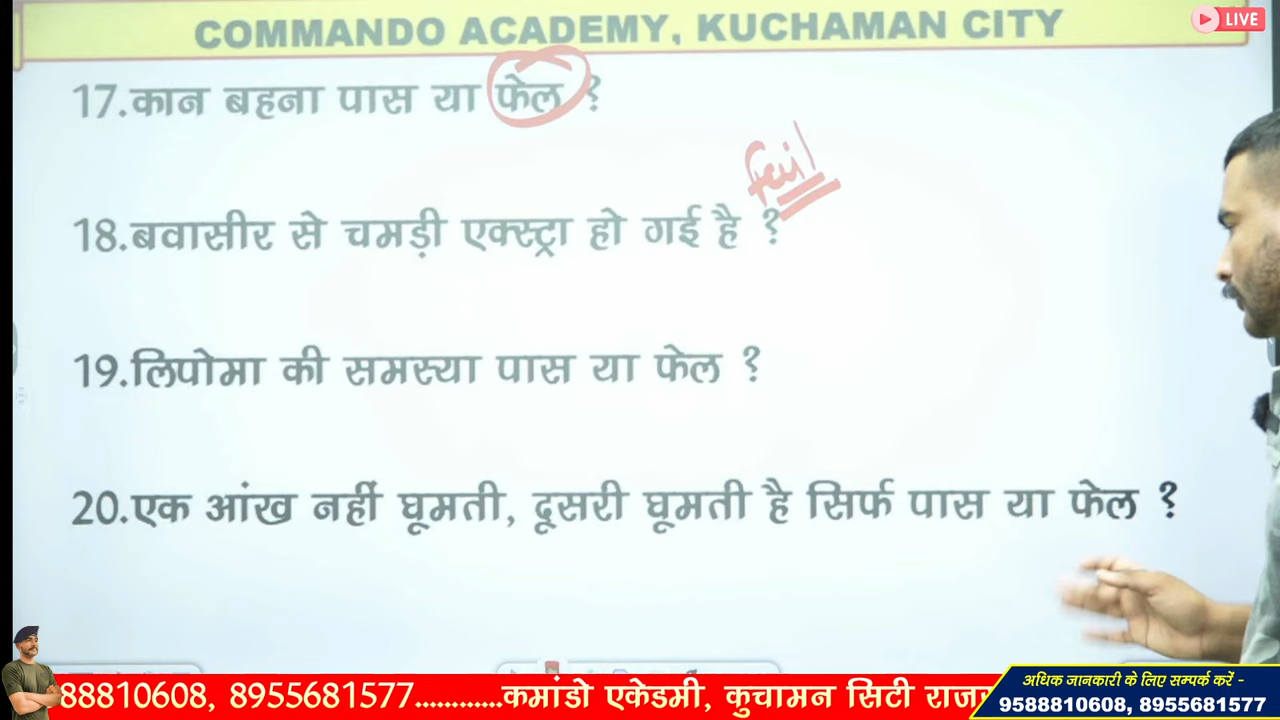 COMMANDO ACADEMY, KUCHAMAN CITY
LIVE
17.कान बहना पास या फेल ?
fail
18.बवासीर से चमड़ी एक्स्ट्रा हो गई है ?
19.लिपोमा की समस्या पास या फेल ?
20.एक आंख नहीं घूमती, दूसरी घूमती है सिर्फ पास या फेल ?
88810608, 8955681577............कमांडो एकेडमी, कुचामन सिटी
अधिक जानकारी के लिए सम्पर्क करें -
9588810608, 8955681577